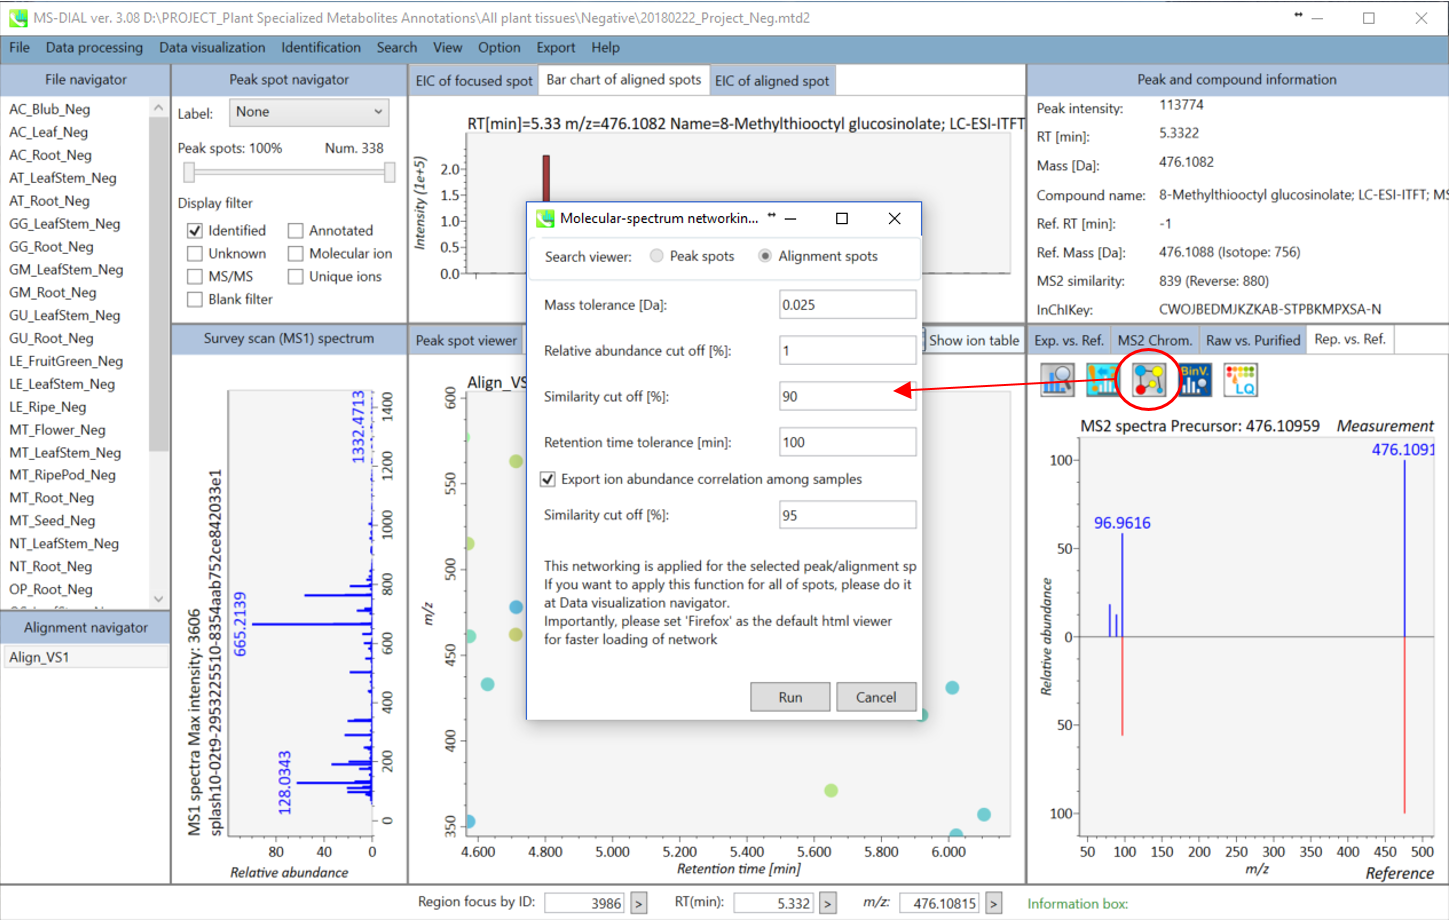 MS-DIAL ver. 3.08 D:\PROJECT_Plant Specialized Metabolites Annotations\All plant tissues\Negative\20180222_Project_Neg.mtd2
File Data processing Data visualization Identification Search View Option Export Help
File navigator
AC_Blub_Neg
AC_Leaf_Neg
AC_Root_Neg
AT_LeafStem_Neg
AT_Root_Neg
GG_LeafStem_Neg
GG_Root_Neg
GM_LeafStem_Neg
GM_Root_Neg
GU_LeafStem_Neg
GU_Root_Neg
LE_FruitGreen_Neg
LE_LeafStem_Neg
LE_Ripe_Neg
MT_Flower_Neg
MT_LeafStem_Neg
MT_RipePod_Neg
MT_Root_Neg
MT_Seed_Neg
NT_LeafStem_Neg
NT_Root_Neg
OP_Root_Neg
Alignment navigator
Align_VS1
Peak spot navigator
Label: None
Peak spots: 100% Num. 338
Display filter
Identified Annotated
Unknown Molecular ion
MS/MS Unique ions
Blank filter
Survey scan (MS1) spectrum
MS1 spectra Max intensity: 3606
splash10-02t9-2953225510-8354aab752ce842033e1
1332.4713
665.2139
128.0343
1400
1200
1000
800
600
400
200
0
80 40 0
Relative abundance
EIC of focused spot Bar chart of aligned spots EIC of aligned spot
RT[min]=5.33 m/z=476.1082 Name=8-Methylthiooctyl glucosinolate; LC-ESI-ITFT
Intensity (1e+5)
2.0
1.5
1.0
0.5
0.0
Peak spot viewer Show ion table
Align_VS
m/z
600
550
500
450
400
350
4.600 4.800 5.000 5.200 5.400 5.600 5.800 6.000
Retention time [min]
Molecular-spectrum networkin...
Search viewer: Peak spots Alignment spots
Mass tolerance [Da]: 0.025
Relative abundance cut off [%]: 1
Similarity cut off [%]: 90
Retention time tolerance [min]: 100
Export ion abundance correlation among samples
Similarity cut off [%]: 95
This networking is applied for the selected peak/alignment sp
If you want to apply this function for all of spots, please do it
at Data visualization navigator.
Importantly, please set 'Firefox' as the default html viewer
for faster loading of network
Run Cancel
Peak and compound information
Peak intensity: 113774
RT [min]: 5.3322
Mass [Da]: 476.1082
Compound name: 8-Methylthiooctyl glucosinolate; LC-ESI-ITFT; MS
Ref. RT [min]: -1
Ref. Mass [Da]: 476.1088 (Isotope: 756)
MS2 similarity: 839 (Reverse: 880)
InChIKey: CWOJBEDMJKZKAB-STPBKMPXSA-N
Exp. vs. Ref. MS2 Chrom. Raw vs. Purified Rep. vs. Ref.
BinV.
LQ
MS2 spectra Precursor: 476.10959 Measurement
476.1091
96.9616
100
50
0
50
100
Relative abundance
50 100 150 200 250 300 350 400 450 500
m/z
Reference
Region focus by ID: 3986 > RT(min): 5.332 > m/z: 476.10815 > Information box: